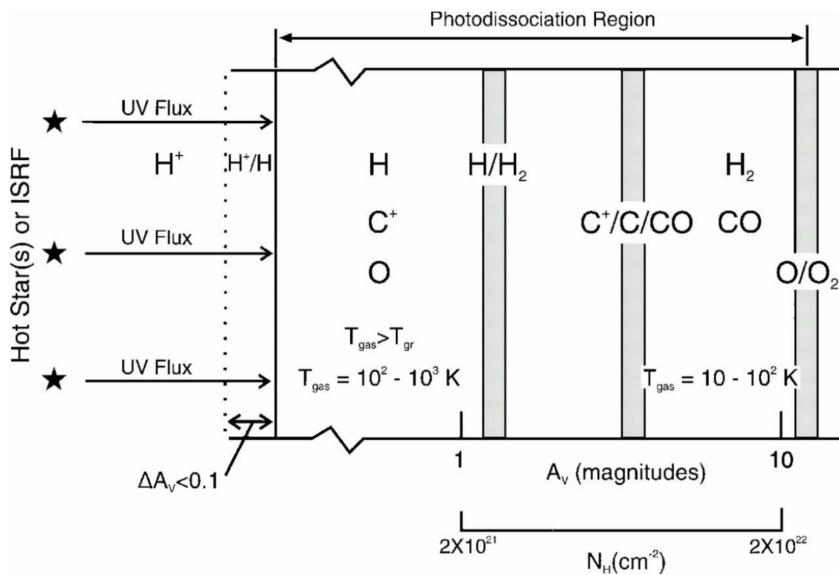 Photodissociation Region
Hot Star(s) or ISRF
UV Flux
H⁺ H⁺/H H H/H₂ H₂
C⁺ C⁺/C/CO CO
UV Flux
O O/O₂
T_gas>T_gr
UV Flux
T_gas = 10² - 10³ K T_gas = 10 - 10² K
ΔA_V<0.1
1 A_V (magnitudes) 10
2X10²¹ 2X10²²
N_H(cm⁻²)